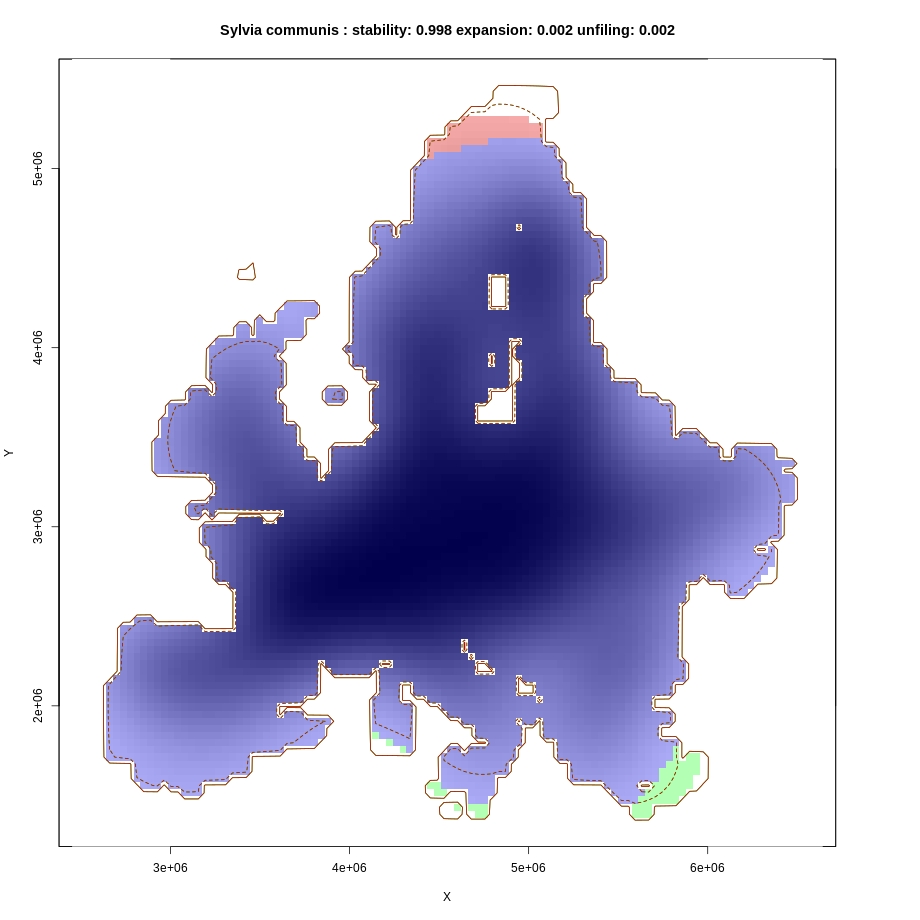 Sylvia communis : stability: 0.998 expansion: 0.002 unfiling: 0.002
5e+06
4e+06
Y
3e+06
2e+06
3e+06 4e+06 5e+06 6e+06
X